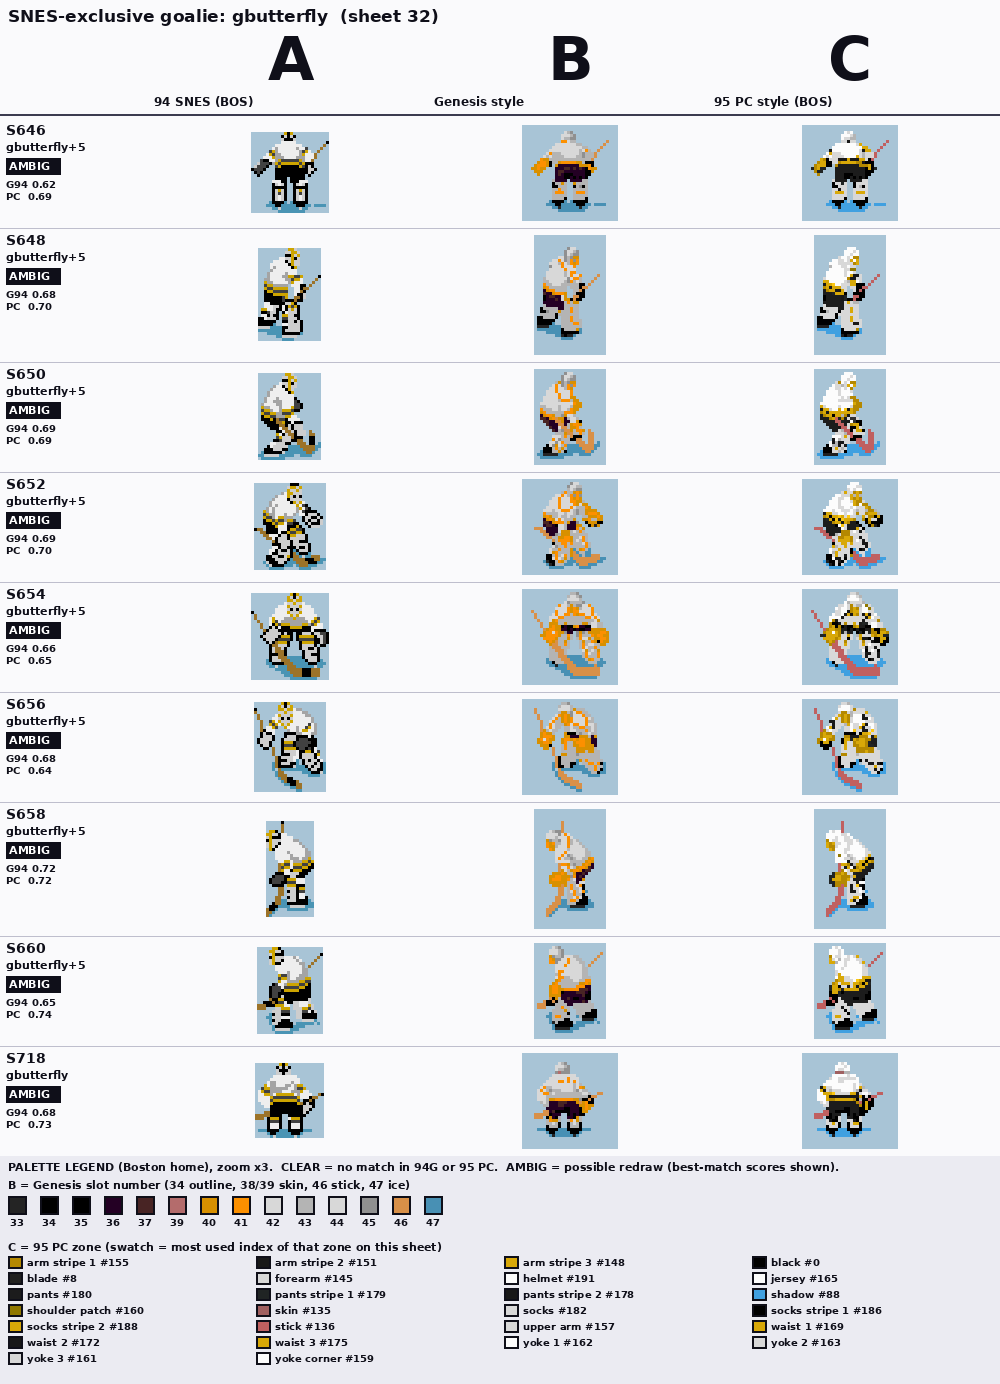 SNES-exclusive goalie: gbutterfly (sheet 32)
A B C
94 SNES (BOS) Genesis style 95 PC style (BOS)
S646
gbutterfly+5
AMBIG
G94 0.62
PC 0.69
S648
gbutterfly+5
AMBIG
G94 0.68
PC 0.70
S650
gbutterfly+5
AMBIG
G94 0.69
PC 0.69
S652
gbutterfly+5
AMBIG
G94 0.69
PC 0.70
S654
gbutterfly+5
AMBIG
G94 0.66
PC 0.65
S656
gbutterfly+5
AMBIG
G94 0.68
PC 0.64
S658
gbutterfly+5
AMBIG
G94 0.72
PC 0.72
S660
gbutterfly+5
AMBIG
G94 0.65
PC 0.74
S718
gbutterfly
AMBIG
G94 0.68
PC 0.73
PALETTE LEGEND (Boston home), zoom x3. CLEAR = no match in 94G or 95 PC. AMBIG = possible redraw (best-match scores shown).
B = Genesis slot number (34 outline, 38/39 skin, 46 stick, 47 ice)
33 34 35 36 37 39 40 41 42 43 44 45 46 47
C = 95 PC zone (swatch = most used index of that zone on this sheet)
arm stripe 1 #155 arm stripe 2 #151 arm stripe 3 #148 black #0
blade #8 forearm #145 helmet #191 jersey #165
pants #180 pants stripe 1 #179 pants stripe 2 #178 shadow #88
shoulder patch #160 skin #135 socks #182 socks stripe 1 #186
socks stripe 2 #188 stick #136 upper arm #157 waist 1 #169
waist 2 #172 waist 3 #175 yoke 1 #162 yoke 2 #163
yoke 3 #161 yoke corner #159